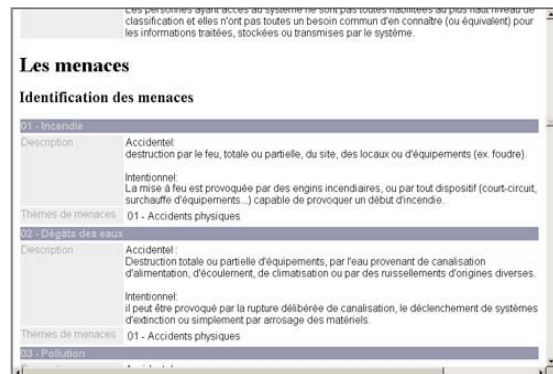 Les personnes ayant accès au système ne sont pas toutes habilitées au plus haut niveau de
classification et elles n'ont pas toutes un besoin commun d'en connaître (ou équivalent) pour
les informations traitées, stockées ou transmises par le système.
Les menaces
Identification des menaces
01 - Incendie
Description
Accidentel:
destruction par le feu, totale ou partielle, du site, des locaux ou d'équipements (ex. foudre).
Intentionnel:
La mise à feu est provoquée par des engins incendiaires, ou par tout dispositif (court-circuit,
surchauffe d'équipements...) capable de provoquer un début d'incendie.
Thèmes de menaces 01 - Accidents physiques
02 - Dégâts des eaux
Description
Accidentel :
Destruction totale ou partielle d'équipements, par l'eau provenant de canalisation
d'alimentation, d'écoulement, de climatisation ou par des ruissellements d'origines diverses.
Intentionnel:
il peut être provoqué par la rupture délibérée de canalisation, le déclenchement de systèmes
d'extinction ou simplement par arrosage des matériels.
Thèmes de menaces 01 - Accidents physiques
03 - Pollution